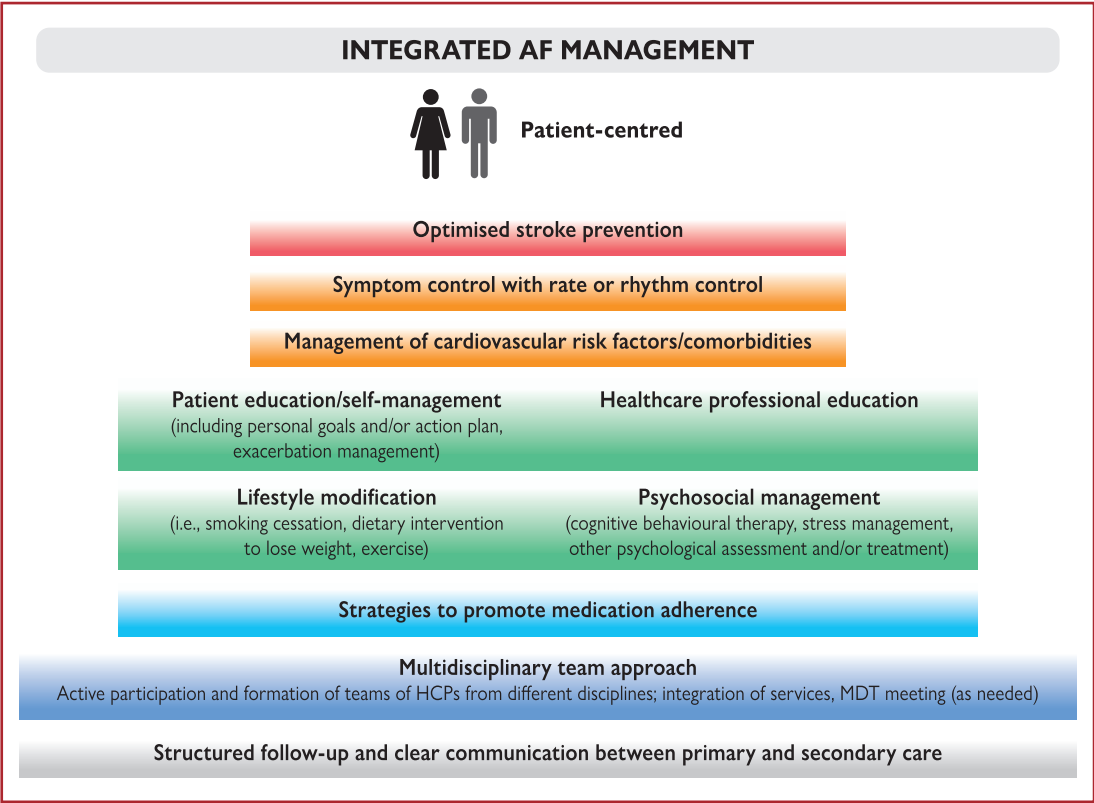 INTEGRATED AF MANAGEMENT
Patient-centred
Optimised stroke prevention
Symptom control with rate or rhythm control
Management of cardiovascular risk factors/comorbidities
Patient education/self-management
(including personal goals and/or action plan,
exacerbation management)
Healthcare professional education
Lifestyle modification
(i.e., smoking cessation, dietary intervention
to lose weight, exercise)
Psychosocial management
(cognitive behavioural therapy, stress management,
other psychological assessment and/or treatment)
Strategies to promote medication adherence
Multidisciplinary team approach
Active participation and formation of teams of HCPs from different disciplines; integration of services, MDT meeting (as needed)
Structured follow-up and clear communication between primary and secondary care